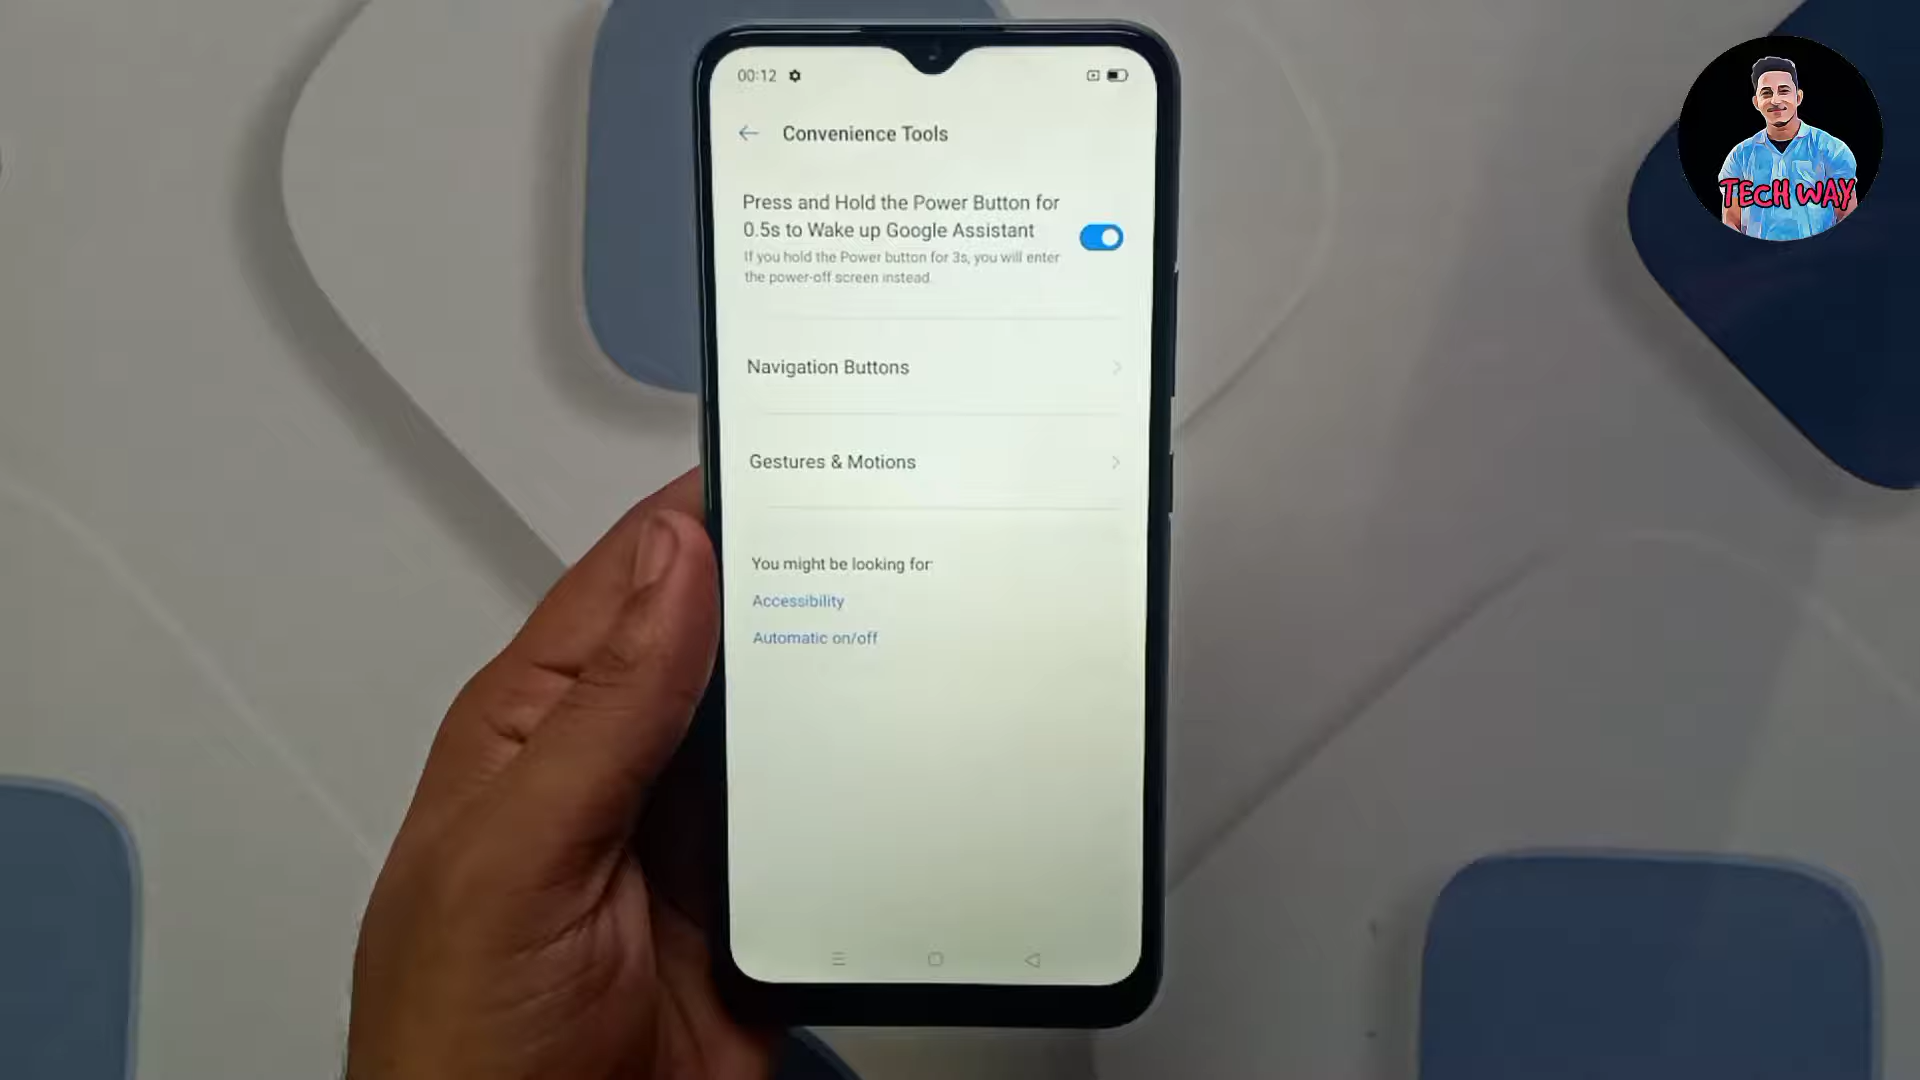 00:12
Convenience Tools
Press and Hold the Power Button for
0.5s to Wake up Google Assistant
If you hold the Power button for 3s, you will enter
the power-off screen instead.
Navigation Buttons
Gestures & Motions
You might be looking for:
Accessibility
Automatic on/off
TECH WAY